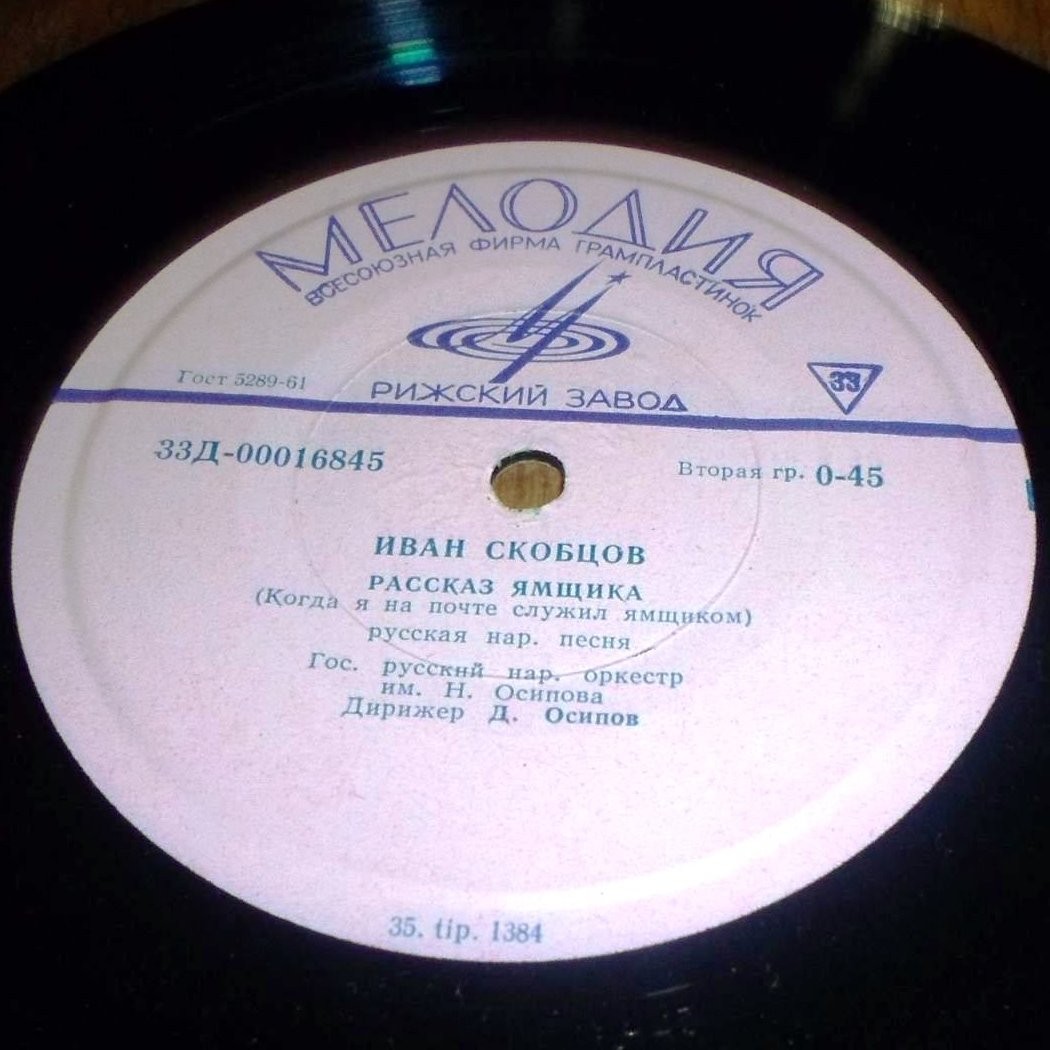 МЕЛОДИЯ
ВСЕСОЮЗНАЯ ФИРМА ГРАМПЛАСТИНОК
Гост 5289-61
РИЖСКИЙ ЗАВОД
33
33Д-00016845
Вторая гр. 0-45
ИВАН СКОБЦОВ
РАССКАЗ ЯМЩИКА
(Когда я на почте служил ямщиком)
русская нар. песня
Гос. русский нар. оркестр
им. Н. Осипова
Дирижер Д. Осипов
35. tip. 1384